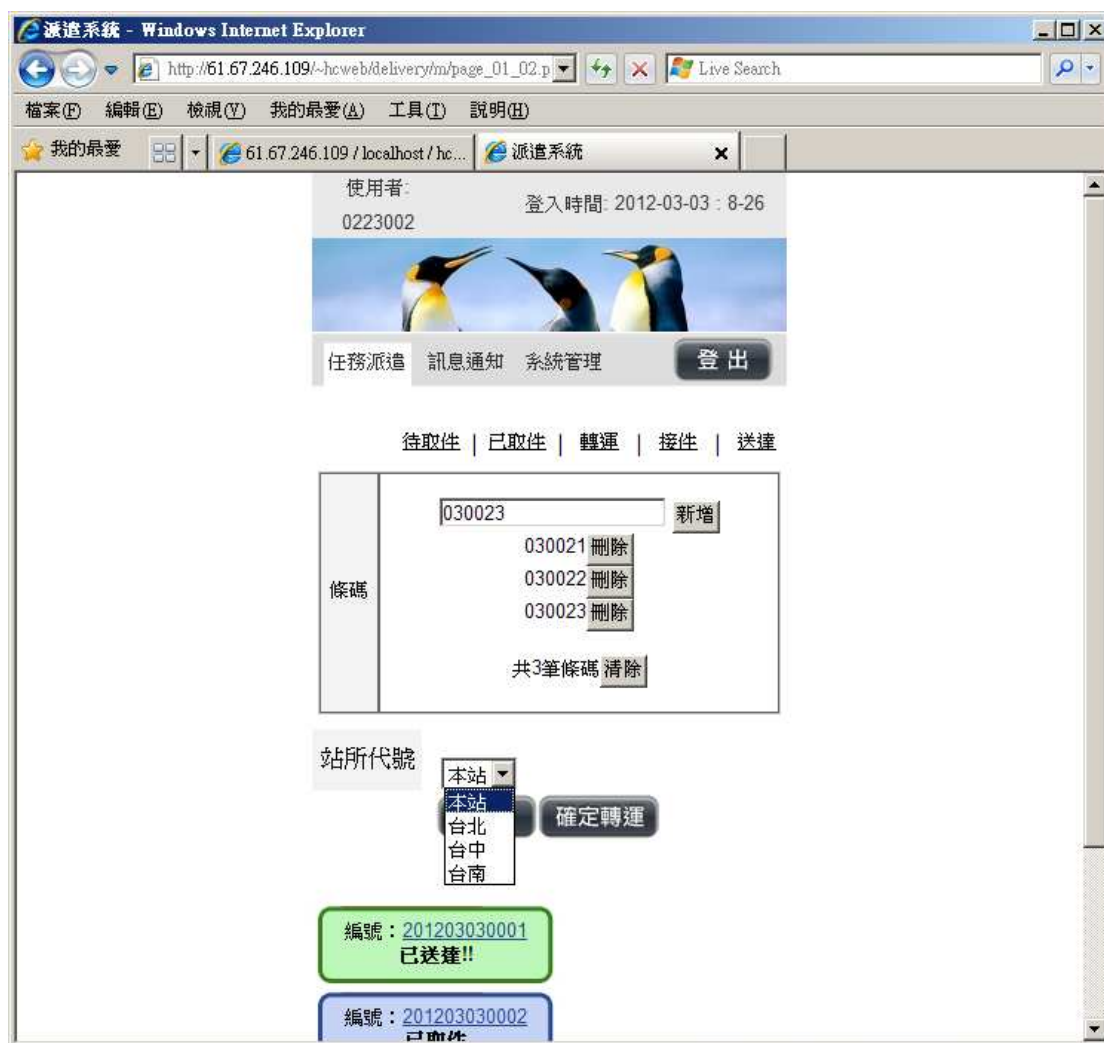 派遣系統 - Windows Internet Explorer
http://61.67.246.109/~hcweb/delivery/m/page_01_02.p
Live Search
檔案(F) 編輯(E) 檢視(V) 我的最愛(A) 工具(T) 說明(H)
我的最愛 61.67.246.109 / localhost / hc... 派遣系統
使用者:
0223002
登入時間: 2012-03-03 : 8-26
任務派遣 訊息通知 系統管理 登出
待取件 | 已取件 | 轉運 | 接件 | 送達
條碼
030023 新增
030021 刪除
030022 刪除
030023 刪除
共3筆條碼 清除
站所代號
本站
本站
台北
台中
台南
確定轉運
編號：201203030001
已送達!!
編號：201203030002
已取件